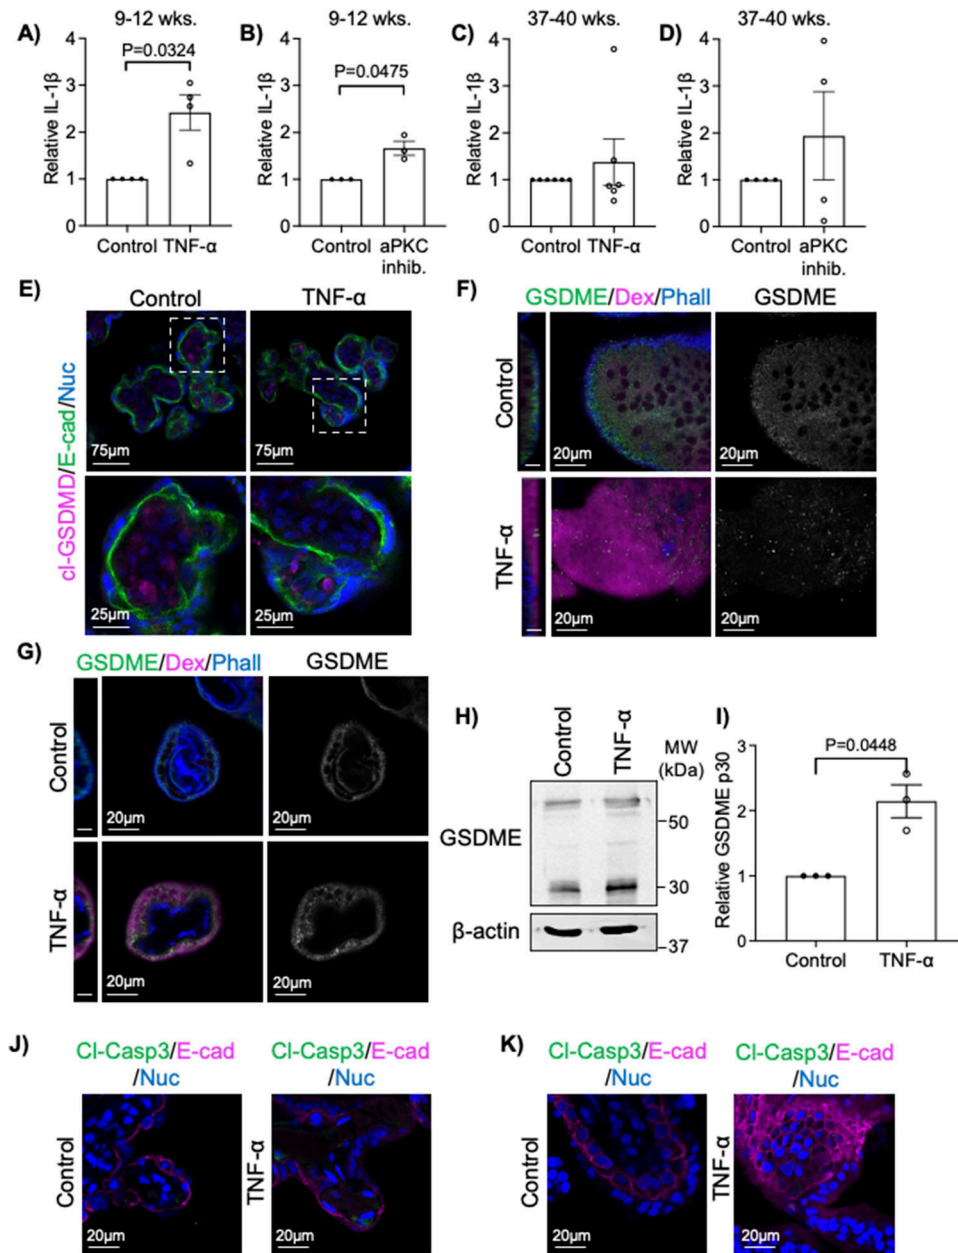 A) 9-12 wks.
Relative IL-1β
4
3
2
1
0
P=0.0324
Control TNF-α
B) 9-12 wks.
Relative IL-1β
4
3
2
1
0
P=0.0475
Control aPKC
inhib.
C) 37-40 wks.
Relative IL-1β
4
3
2
1
0
Control TNF-α
D) 37-40 wks.
Relative IL-1β
4
3
2
1
0
Control aPKC
inhib.
E)
Control TNF-α
cl-GSDMD/E-cad/Nuc
75μm 75μm
25μm 25μm
F)
GSDME/Dex/Phall GSDME
Control
20μm 20μm
TNF-α
20μm 20μm
G)
GSDME/Dex/Phall GSDME
Control
20μm 20μm
TNF-α
20μm 20μm
H)
Control TNF-α MW
(kDa)
GSDME
50
30
β-actin
37
I)
Relative GSDME p30
3
2
1
0
P=0.0448
Control TNF-α
J)
Cl-Casp3/E-cad
/Nuc
Cl-Casp3/E-cad
/Nuc
Control
20μm
TNF-α
20μm
K)
Cl-Casp3/E-cad
/Nuc
Cl-Casp3/E-cad
/Nuc
Control
20μm
TNF-α
20μm